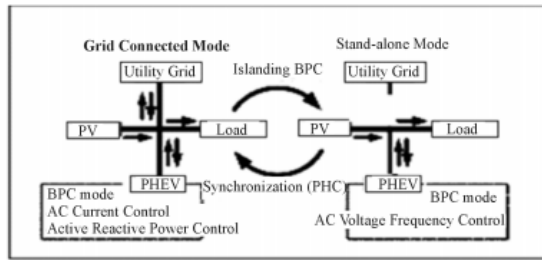 Grid Connected Mode
Stand-alone Mode
Utility Grid
Islanding BPC
Utility Grid
PV
Load
PV
Load
PHEV
Synchronization (PHC)
PHEV
BPC mode
AC Current Control
Active Reactive Power Control
BPC mode
AC Voltage Frequency Control